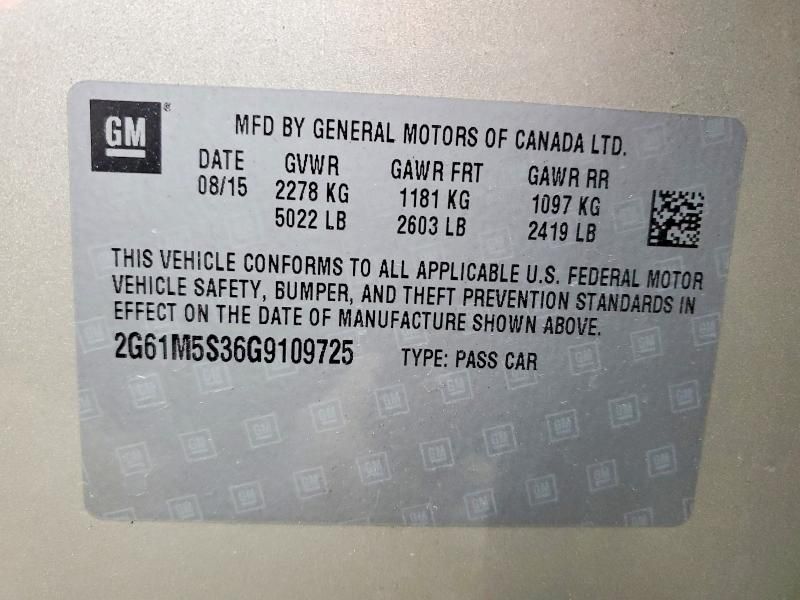 GM
MFD BY GENERAL MOTORS OF CANADA LTD.
DATE GVWR GAWR FRT GAWR RR
08/15 2278 KG 1181 KG 1097 KG
5022 LB 2603 LB 2419 LB
THIS VEHICLE CONFORMS TO ALL APPLICABLE U.S. FEDERAL MOTOR
VEHICLE SAFETY, BUMPER, AND THEFT PREVENTION STANDARDS IN
EFFECT ON THE DATE OF MANUFACTURE SHOWN ABOVE.
2G61M5S36G9109725 TYPE: PASS CAR